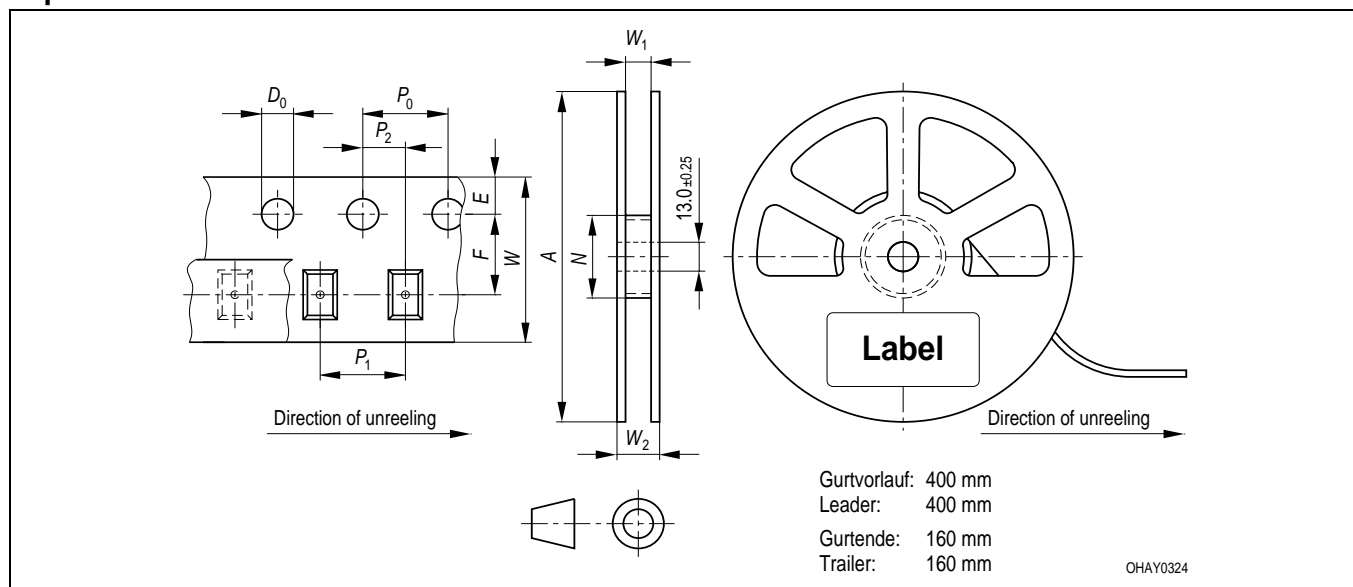 W1
D0
P0
P2
E
F
W
A
N
13.0 ±0.25
P1
W2
Label
Direction of unreeling
Direction of unreeling
Gurtvorlauf: 400 mm
Leader: 400 mm
Gurtende: 160 mm
Trailer: 160 mm
OHAY0324